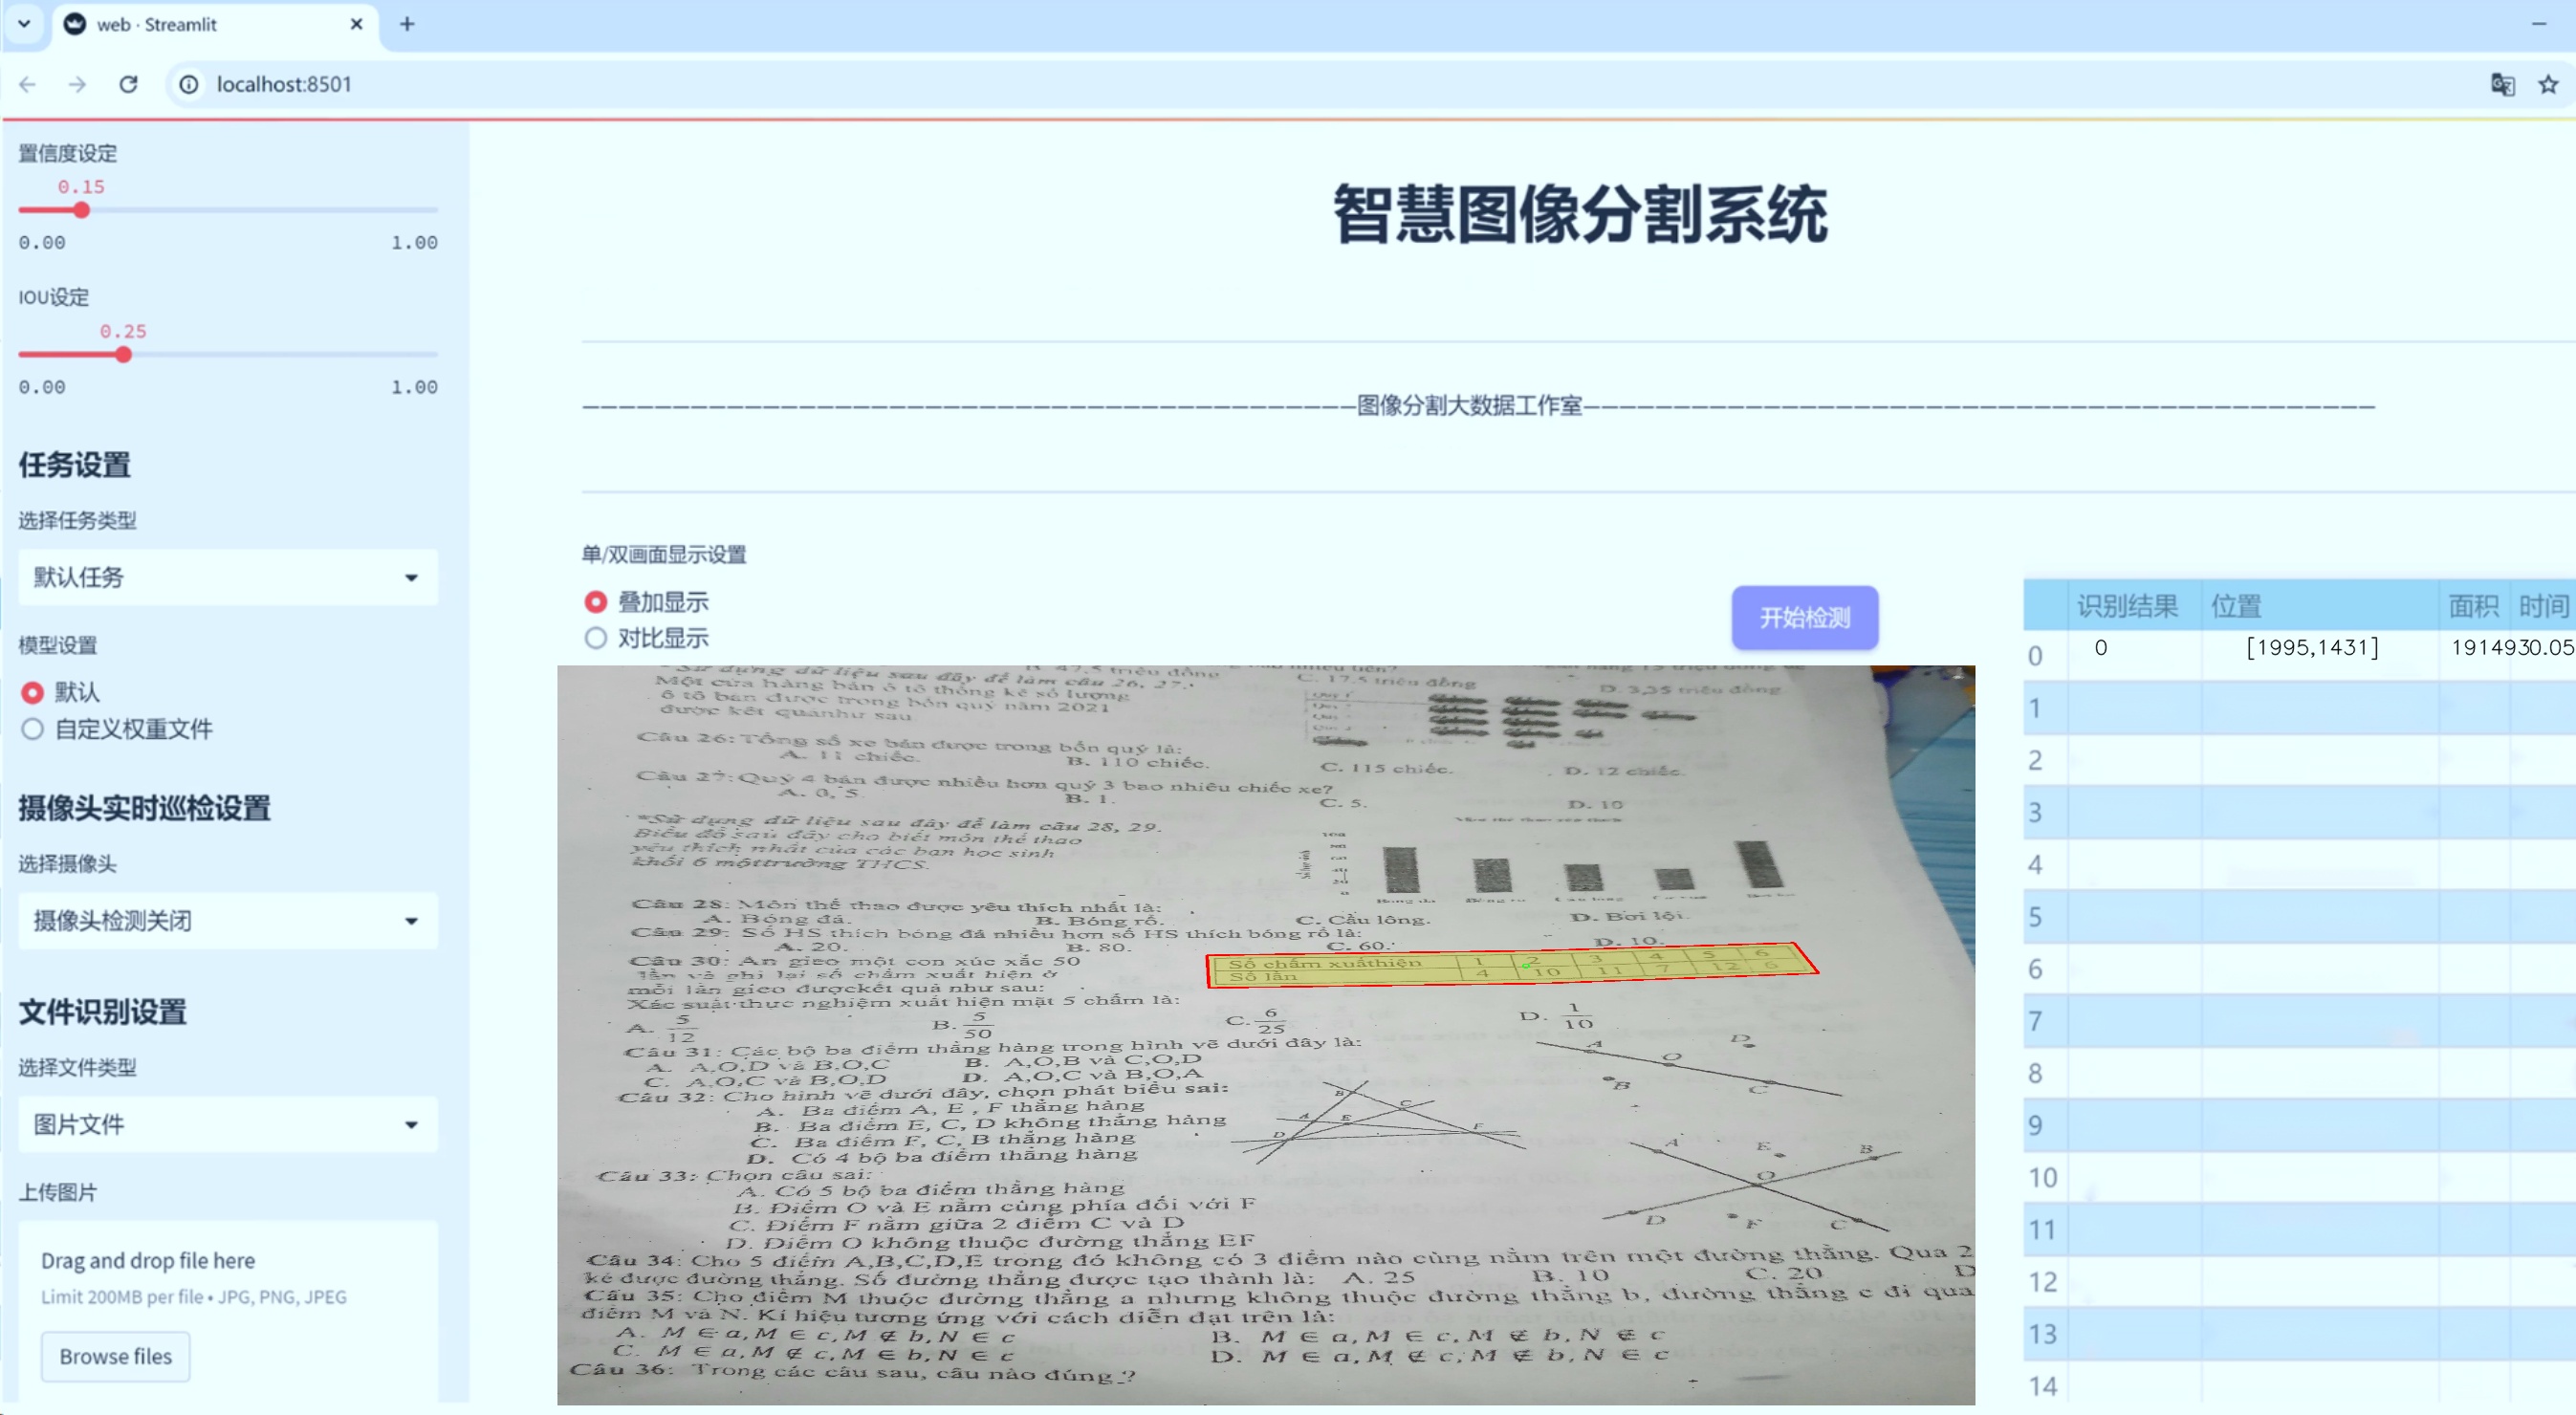 web · Streamlit
localhost:8501
置信度设定
0.15
0.00 1.00
IOU设定
0.25
0.00 1.00
任务设置
选择任务类型
默认任务
模型设置
默认
自定义权重文件
摄像头实时巡检设置
选择摄像头
摄像头检测关闭
文件识别设置
选择文件类型
图片文件
上传图片
Drag and drop file here
Limit 200MB per file • JPG, PNG, JPEG
Browse files
智慧图像分割系统
图像分割大数据工作室
单/双画面显示设置
叠加显示
对比显示
开始检测
*Sử dụng dữ liệu sau đây để làm câu 26, 27.
C. 17,5 triệu đồng D. 3,35 triệu đồng
Một cửa hàng bán ô tô thống kê số lượng
ô tô bán được trong bốn quý năm 2021
được kết quảnhư sau
Câu 26: Tổng số xe bán được trong bốn quý là:
A. 11 chiếc. B. 110 chiếc. C. 115 chiếc. D. 12 chiếc.
Câu 27: Quý 4 bán được nhiều hơn quý 3 bao nhiêu chiếc xe?
A. 0,5. B. 1. C. 5. D. 10
*Sử dụng dữ liệu sau đây để làm câu 28, 29.
Biểu đồ sau đây cho biết môn thể thao
yêu thích nhất của các bạn học sinh
khối 6 mộttrường THCS.
Câu 28: Môn thể thao được yêu thích nhất là:
A. Bóng đá. B. Bóng rổ. C. Cầu lông. D. Bơi lội.
Câu 29: Số HS thích bóng đá nhiều hơn số HS thích bóng rổ là:
A. 20. B. 80. C. 60. D. 10.
Câu 30: An gieo một con xúc xắc 50
lần và ghi lại số chấm xuất hiện ở
mỗi lần gieo đượckết quả như sau:
Số chấm xuấthiện 1 2 3 4 5 6
Số lần 4 10 11 7 12 6
Xác suất thực nghiệm xuất hiện mặt 5 chấm là:
A. 5/12 B. 5/50 C. 6/25 D. 1/10
Câu 31: Các bộ ba điểm thẳng hàng trong hình vẽ dưới đây là:
A. A,O,D và B,O,C B. A,O,B và C,O,D
C. A,O,C và B,O,D D. A,O,C và B,O,A
A O D B C
Câu 32: Cho hình vẽ dưới đây, chọn phát biểu sai:
A. Ba điểm A, E , F thẳng hàng
B. Ba điểm E, C, D không thẳng hàng
C. Ba điểm F, C, B thẳng hàng
D. Có 4 bộ ba điểm thẳng hàng
B C A E D F
Câu 33: Chọn câu sai:
A. Có 5 bộ ba điểm thẳng hàng
B. Điểm O và E nằm cùng phía đối với F
C. Điểm F nằm giữa 2 điểm C và D
D. Điểm O không thuộc đường thẳng EF
A E B O D F C
Câu 34: Cho 5 điểm A,B,C,D,E trong đó không có 3 điểm nào cùng nằm trên một đường thẳng. Qua 2
kẻ được đường thẳng. Số đường thẳng được tạo thành là: A. 25 B. 10 C. 20 D
Câu 35: Cho điểm M thuộc đường thẳng a nhưng không thuộc đường thẳng b, đường thẳng c đi qua
điểm M và N. Kí hiệu tương ứng với cách diễn đạt trên là:
A. M ∈ a, M ∈ c, M ∉ b, N ∈ c B. M ∈ a, M ∈ c, M ∉ b, N ∉ c
C. M ∈ a, M ∉ c, M ∈ b, N ∈ c D. M ∈ a, M ∉ c, M ∉ b, N ∈ c
Câu 36: Trong các câu sau, câu nào đúng ?
识别结果 位置 面积 时间
0 0 [1995,1431] 1914930.05
1
2
3
4
5
6
7
8
9
10
11
12
13
14